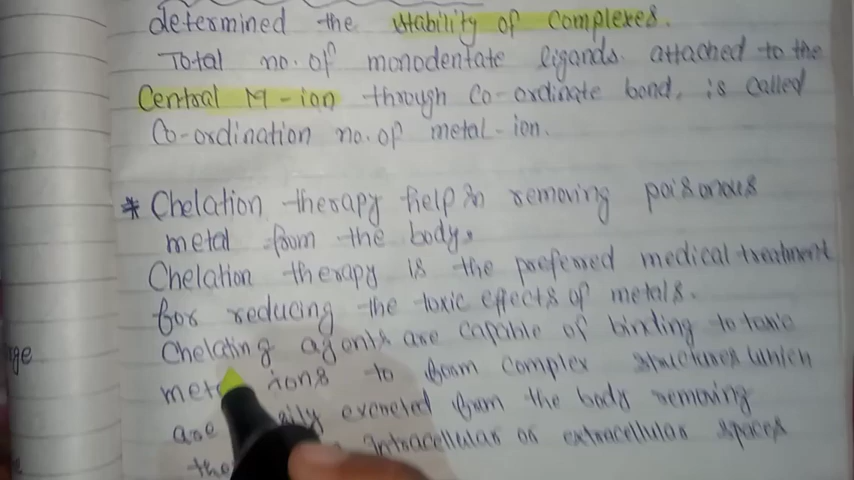 determined the stability of complexes.
Total no. of monodentate ligands attached to the
Central M-ion through Co-ordinate bond, is called
Co-ordination no. of metal-ion.
* Chelation therapy help in removing poisonous
metal from the body.
Chelation therapy is the preferred medical treatment
for reducing the toxic effects of metals.
Chelating agents are capable of binding to toxic
ions to form complex structures which
are excreted from the body removing
intracellular or extracellular spaces